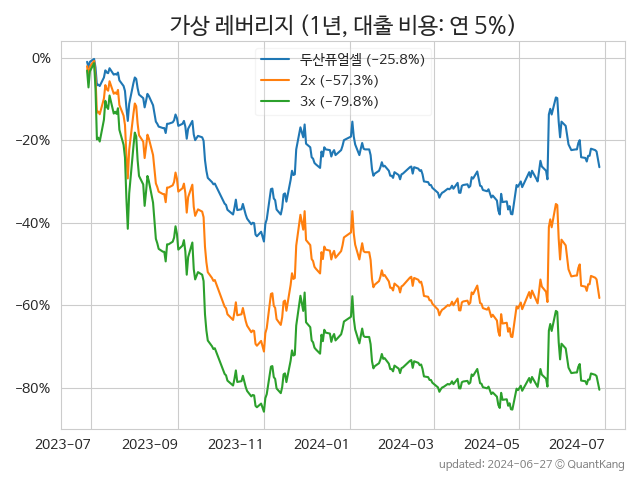 가상 레버리지 (1년, 대출 비용: 연 5%)
두산퓨얼셀 (−25.8%)
2x (−57.3%)
3x (−79.8%)
0%
−20%
−40%
−60%
−80%
2023-07 2023-09 2023-11 2024-01 2024-03 2024-05 2024-07
updated: 2024-06-27 © QuantKang